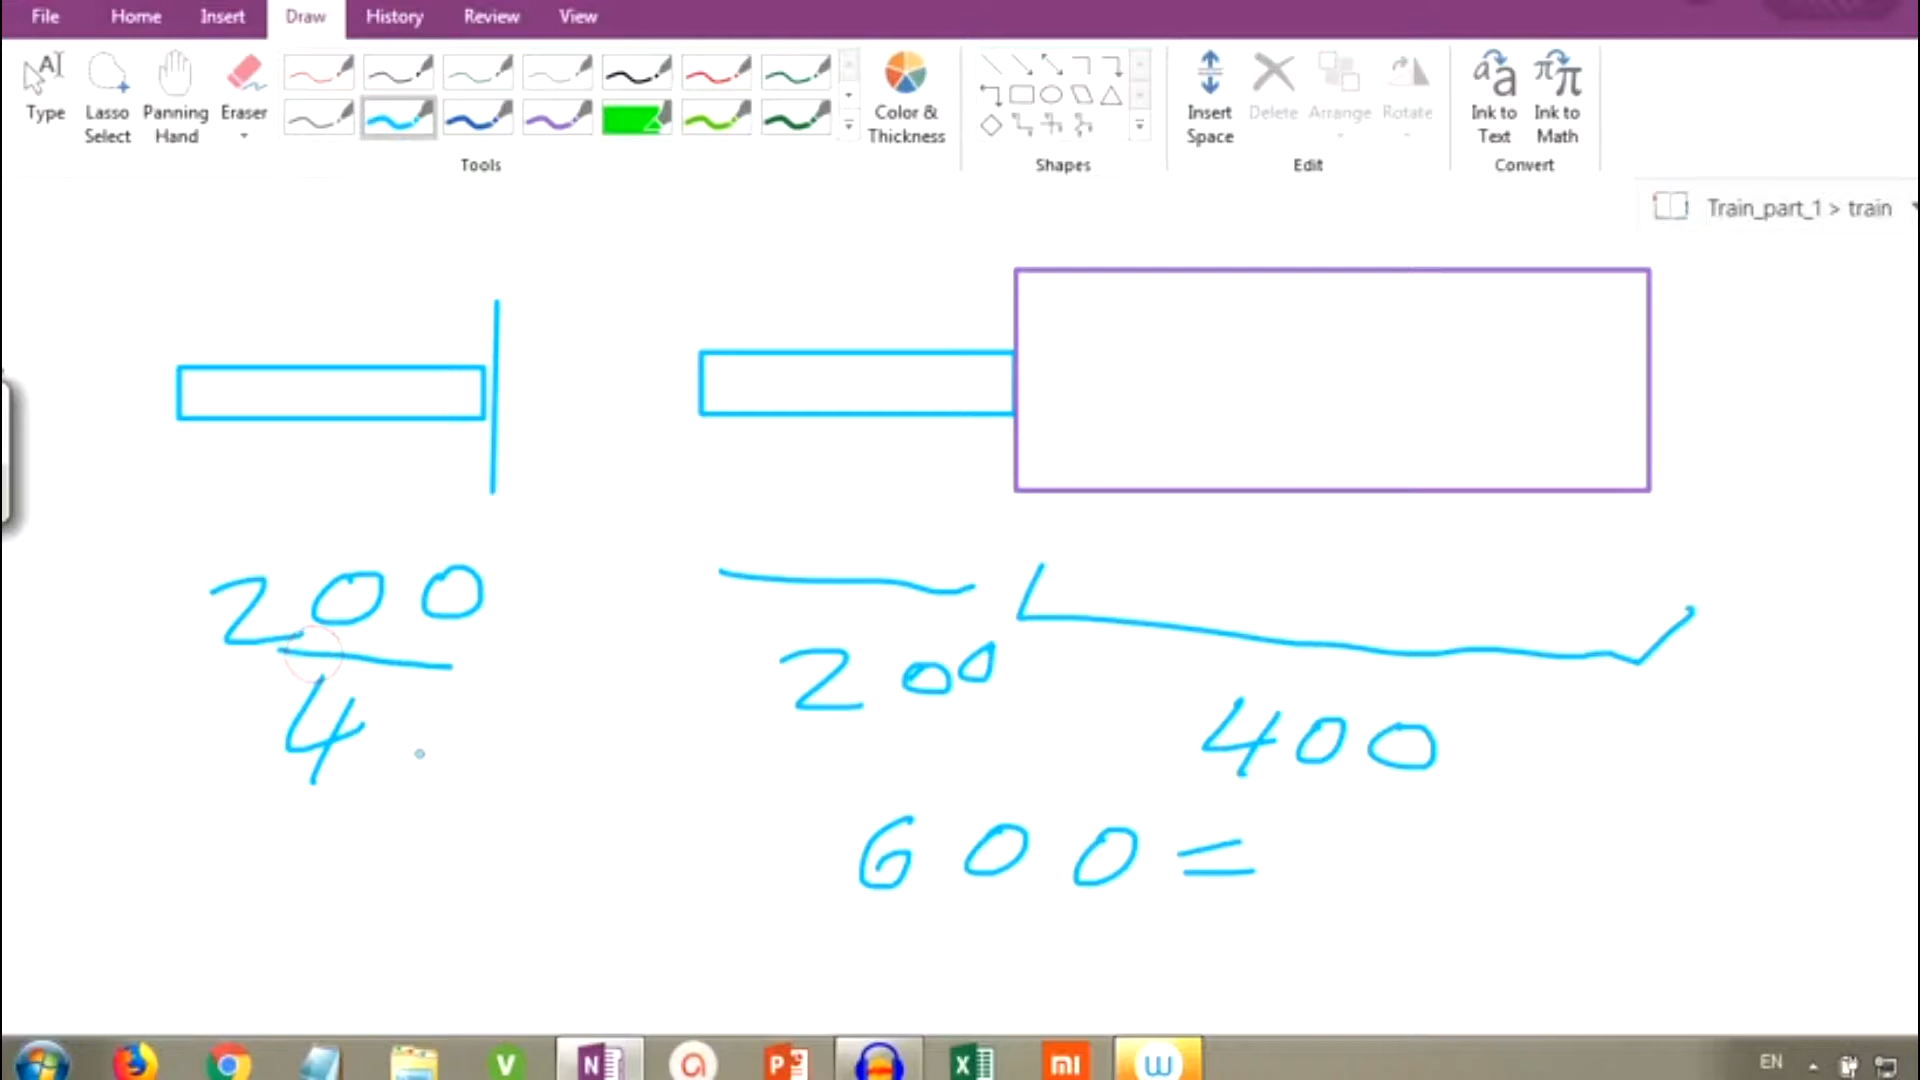 File Home Insert Draw History Review View
Type Lasso Select Panning Hand Eraser Color & Thickness Insert Space Delete Arrange Rotate Ink to Text Ink to Math
Tools Shapes Edit Convert
Train_part_1 > train
200
4
200
400
600=
V N a P X mi W EN